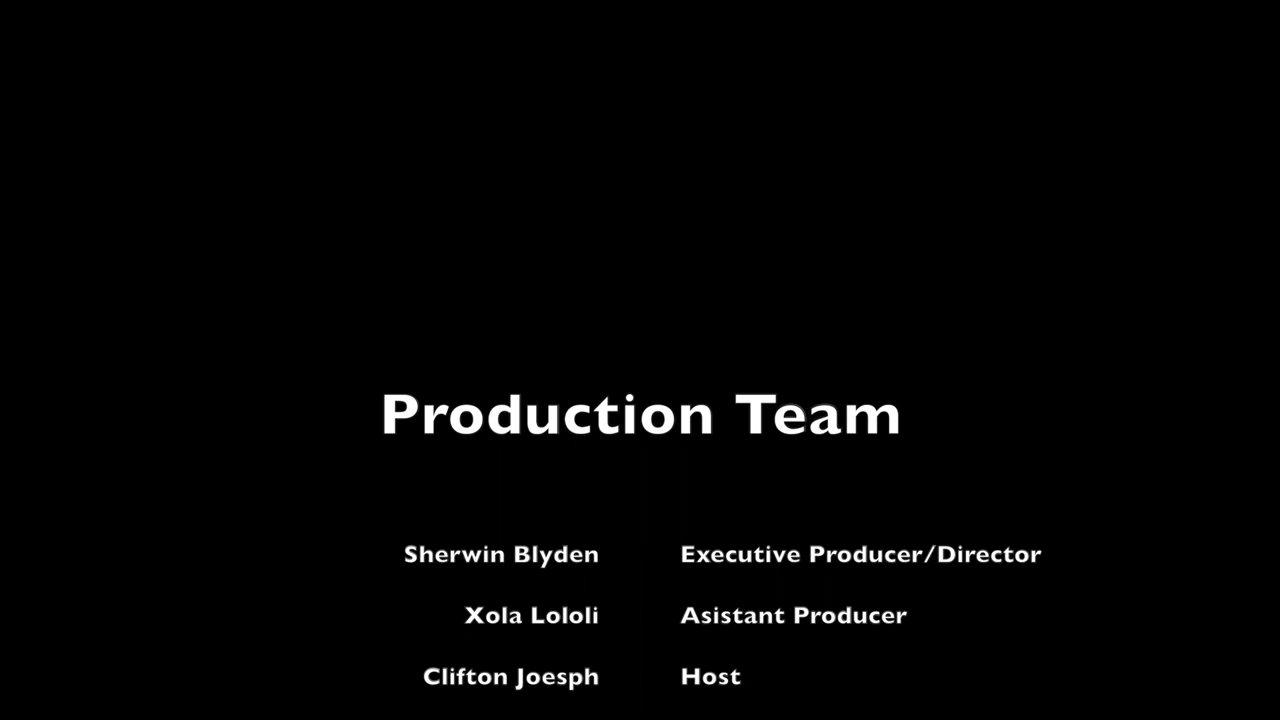 Production Team
Sherwin Blyden Executive Producer/Director
Xola Lololi Asistant Producer
Clifton Joesph Host